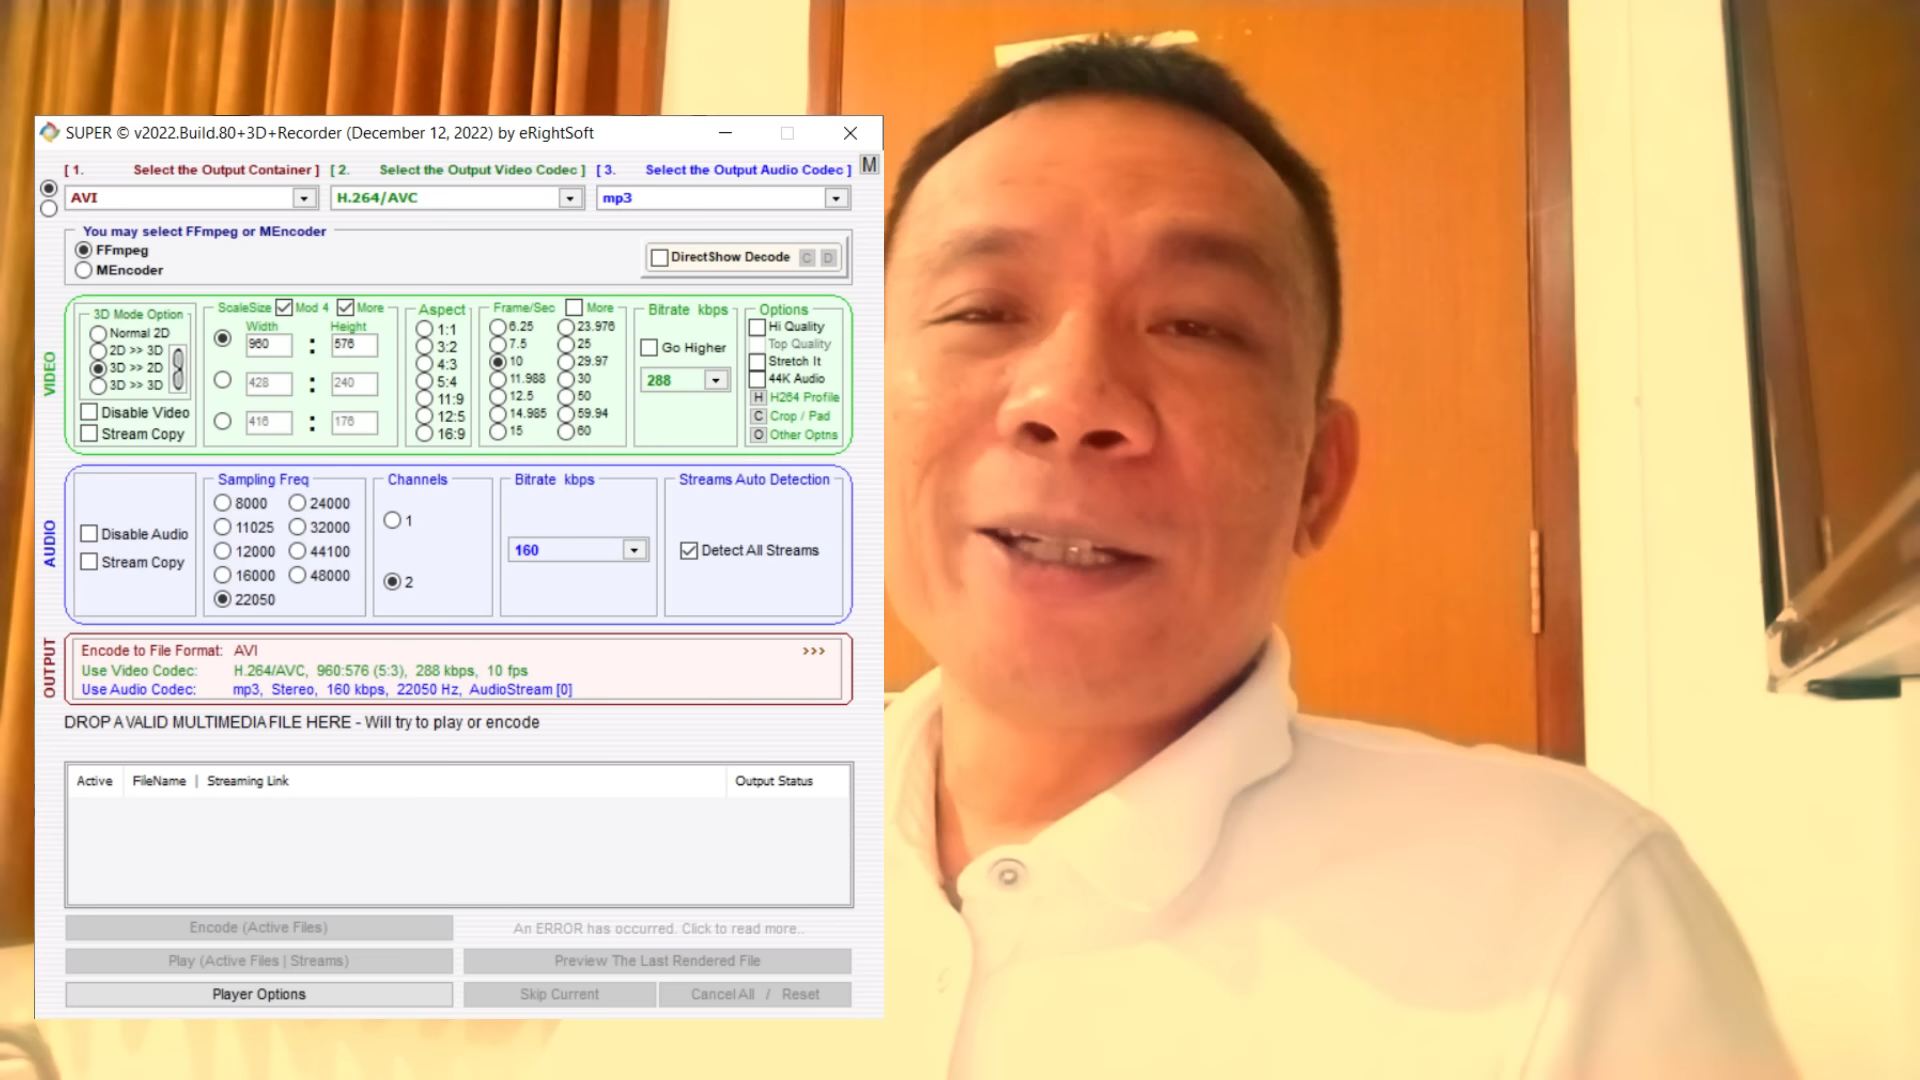 SUPER © v2022.Build.80+3D+Recorder (December 12, 2022) by eRightSoft
[ 1. Select the Output Container ] [ 2. Select the Output Video Codec ] [ 3. Select the Output Audio Codec ] M
AVI H.264/AVC mp3
You may select FFmpeg or MEncoder
FFmpeg
MEncoder
DirectShow Decode C D
VIDEO
3D Mode Option
Normal 2D
2D >> 3D
3D >> 2D
3D >> 3D
Disable Video
Stream Copy
ScaleSize Mod 4 More
Width Height
960 : 576
428 : 240
416 : 176
Aspect
1:1
3:2
4:3
5:4
11:9
12:5
16:9
Frame/Sec More
6.25 23.976
7.5 25
10 29.97
11.988 30
12.5 50
14.985 59.94
15 60
Bitrate kbps
Go Higher
288
Options
Hi Quality
Top Quality
Stretch It
44K Audio
H H264 Profile
C Crop / Pad
O Other Optns
AUDIO
Disable Audio
Stream Copy
Sampling Freq
8000 24000
11025 32000
12000 44100
16000 48000
22050
Channels
1
2
Bitrate kbps
160
Streams Auto Detection
Detect All Streams
OUTPUT
Encode to File Format: AVI >>>
Use Video Codec: H.264/AVC, 960:576 (5:3), 288 kbps, 10 fps
Use Audio Codec: mp3, Stereo, 160 kbps, 22050 Hz, AudioStream [0]
DROP A VALID MULTIMEDIA FILE HERE - Will try to play or encode
Active FileName | Streaming Link Output Status
Encode (Active Files) An ERROR has occurred. Click to read more..
Play (Active Files | Streams) Preview The Last Rendered File
Player Options Skip Current Cancel All / Reset